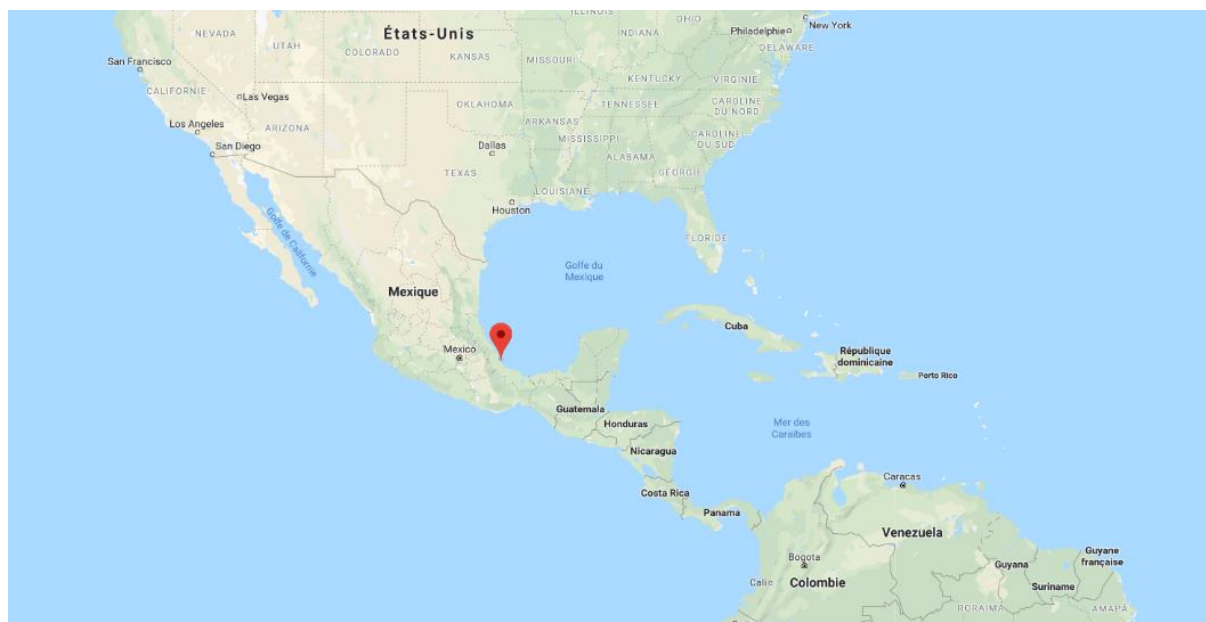 ILLINOIS
OHIO
New York
NEVADA
États-Unis
INDIANA
Philadelphie
UTAH
COLORADO
KANSAS
MISSOURI
DELAWARE
San Francisco
KENTUCKY
VIRGINIE
CALIFORNIE
Las Vegas
OKLAHOMA
TENNESSEE
CAROLINE
DU NORD
Los Angeles
ARIZONA
ARKANSAS
MISSISSIPPI
CAROLINE
DU SUD
San Diego
Dallas
ALABAMA
TEXAS
GÉORGIE
LOUISIANE
Houston
Golfe de Californie
FLORIDE
Golfe du
Mexique
Mexique
Cuba
Mexico
République
dominicaine
Porto Rico
Guatemala
Honduras
Mer des
Caraïbes
Nicaragua
Caracas
Costa Rica
Panama
Venezuela
Bogota
Guyana
Guyane
française
Calie
Colombie
Suriname
RORAIMA
AMAPÁ